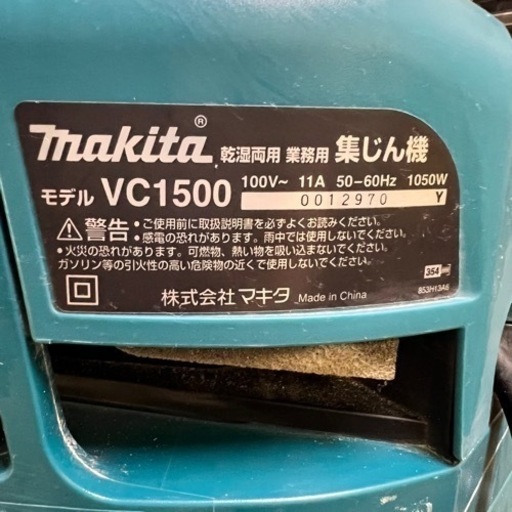 makita® 乾湿両用 業務用 集じん機
モデル VC1500 100V~ 11A 50-60Hz 1050W
0012970 Y
警告 ・ご使用前に取扱説明書を必ずよくお読みください。
・感電の恐れがあります。雨中では使用しないでください。
・火災の恐れがあります。可燃物、熱い物を吸い込まないでください。
ガソリン等の引火性の高い危険物の近くで使用しないでください。
354
853H13A6
株式会社マキタ Made in China